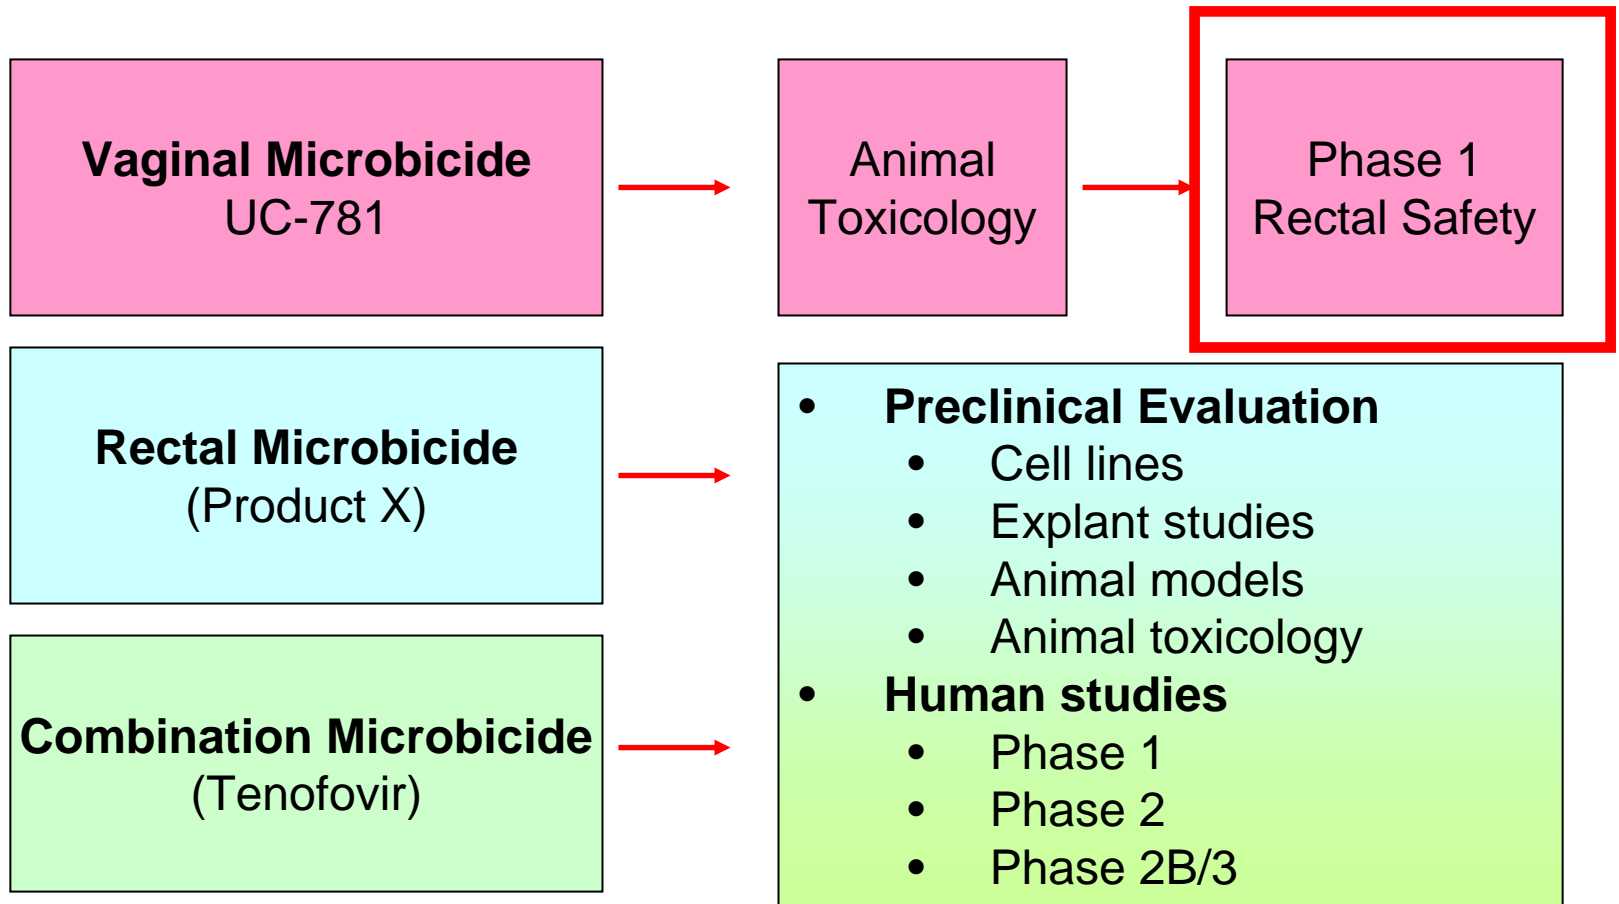 Vaginal Microbicide
UC-781
Animal
Toxicology
Phase 1
Rectal Safety
Rectal Microbicide
(Product X)
Combination Microbicide
(Tenofovir)
• Preclinical Evaluation
• Cell lines
• Explant studies
• Animal models
• Animal toxicology
• Human studies
• Phase 1
• Phase 2
• Phase 2B/3